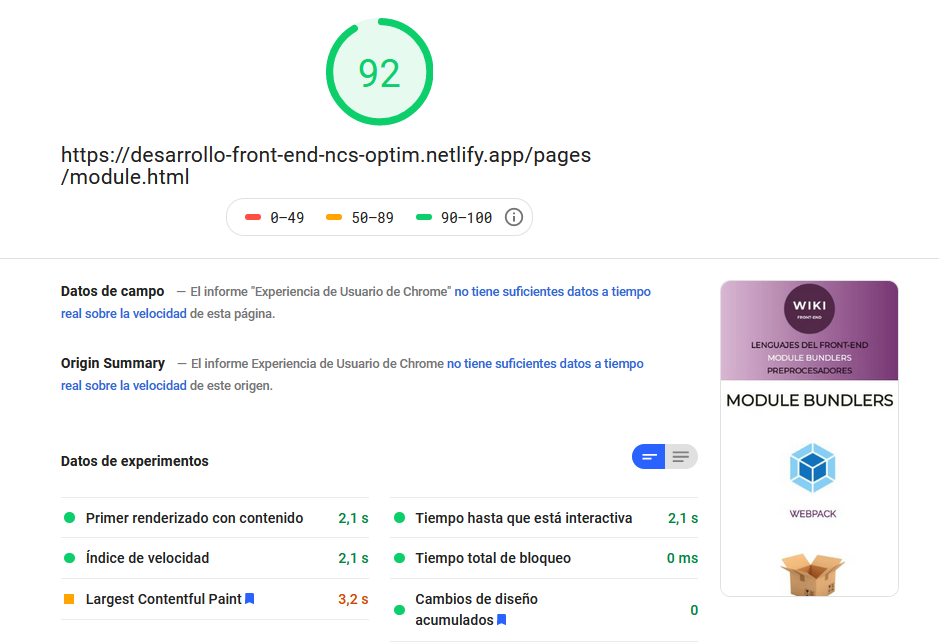 92
https://desarrollo-front-end-ncs-optim.netlify.app/pages
/module.html
0–49 50–89 90–100
Datos de campo — El informe "Experiencia de Usuario de Chrome" no tiene suficientes datos a tiempo
real sobre la velocidad de esta página.
Origin Summary — El informe Experiencia de Usuario de Chrome no tiene suficientes datos a tiempo
real sobre la velocidad de este origen.
Datos de experimentos
Primer renderizado con contenido 2,1 s
Índice de velocidad 2,1 s
Largest Contentful Paint 3,2 s
Tiempo hasta que está interactiva 2,1 s
Tiempo total de bloqueo 0 ms
Cambios de diseño
acumulados 0
WIKI
FRONT-END
LENGUAJES DEL FRONT-END
MODULE BUNDLERS
PREPROCESADORES
MODULE BUNDLERS
WEBPACK